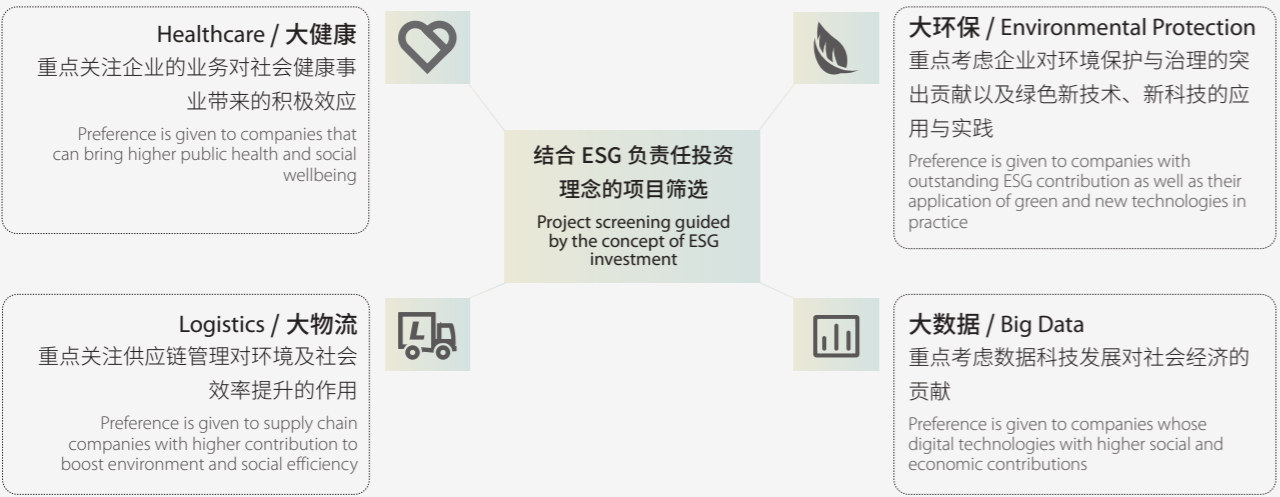 Healthcare / 大健康
重点关注企业的业务对社会健康事
业带来的积极效应
Preference is given to companies that
can bring higher public health and social
wellbeing
大环保 / Environmental Protection
重点考虑企业对环境保护与治理的突
出贡献以及绿色新技术、新科技的应
用与实践
Preference is given to companies with
outstanding ESG contribution as well as their
application of green and new technologies in
practice
结合 ESG 负责任投资
理念的项目筛选
Project screening guided
by the concept of ESG
investment
Logistics / 大物流
重点关注供应链管理对环境及社会
效率提升的作用
Preference is given to supply chain
companies with higher contribution to
boost environment and social efficiency
L
大数据 / Big Data
重点考虑数据科技发展对社会经济的
贡献
Preference is given to companies whose
digital technologies with higher social and
economic contributions